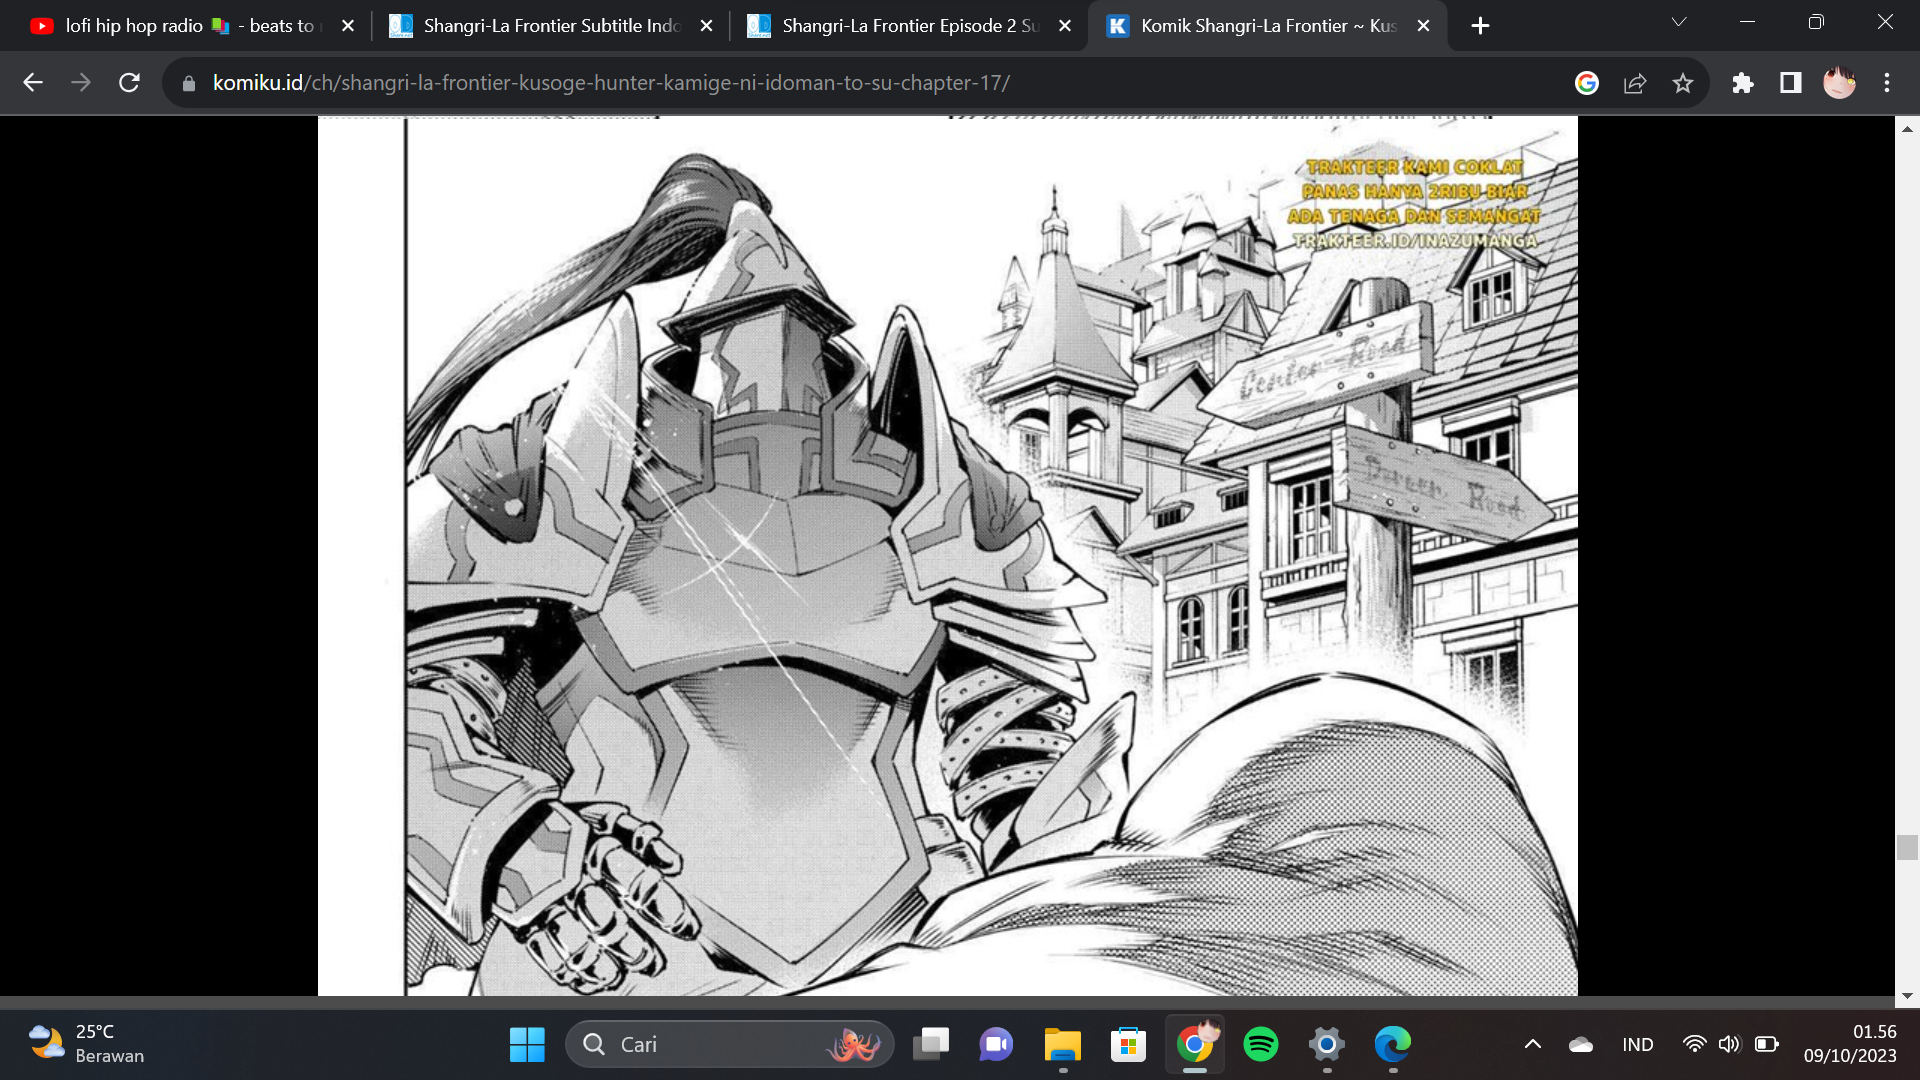 lofi hip hop radio 📚 - beats to
Shangri-La Frontier Subtitle Indo
Shangri-La Frontier Episode 2 Su
Komik Shangri-La Frontier ~ Kus
komiku.id/ch/shangri-la-frontier-kusoge-hunter-kamige-ni-idoman-to-su-chapter-17/
TRAKTEER KAMI COKLAT
PANAS HANYA 2RIBU BIAR
ADA TENAGA DAN SEMANGAT
TRAKTEER.ID/INAZUMANGA
Center Road
Road
25°C
Berawan
Cari
IND
01.56
09/10/2023